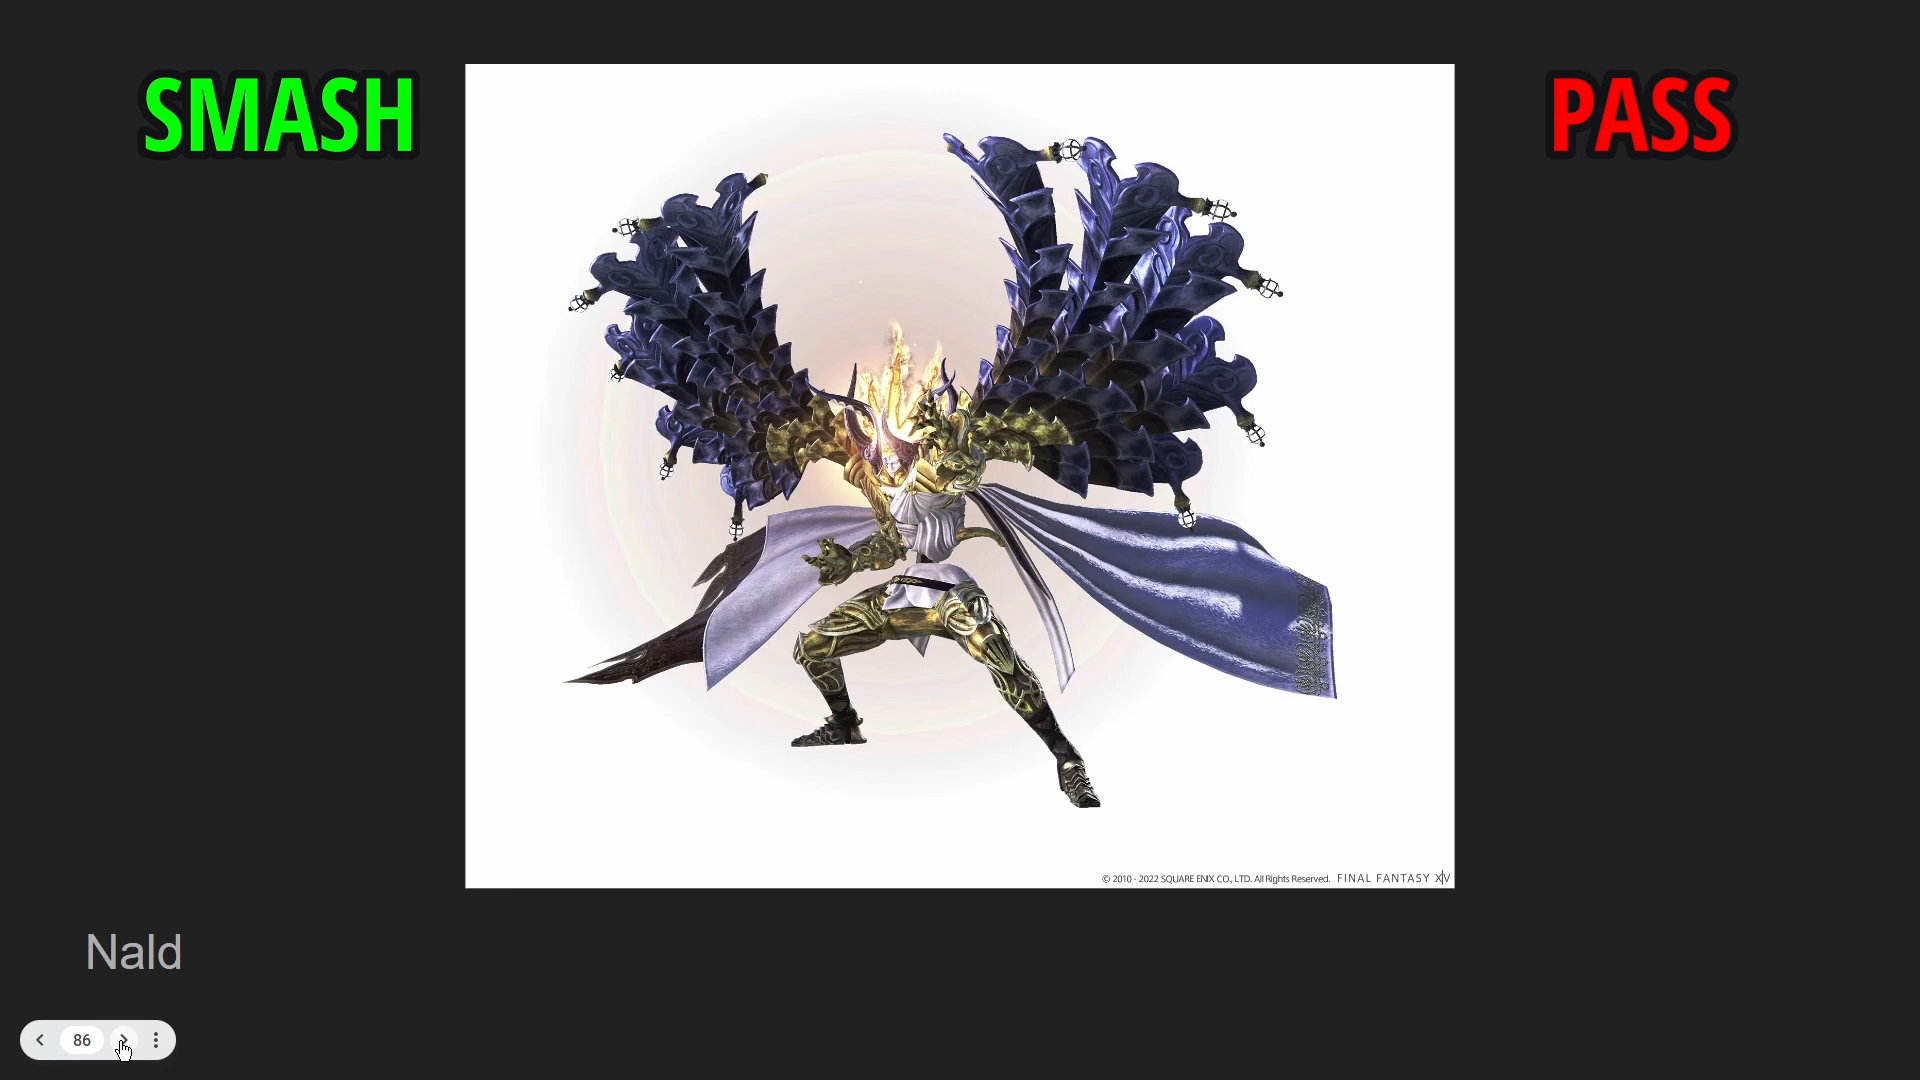 SMASH
PASS
© 2010 - 2022 SQUARE ENIX CO., LTD. All Rights Reserved. FINAL FANTASY XIV
Nald
86